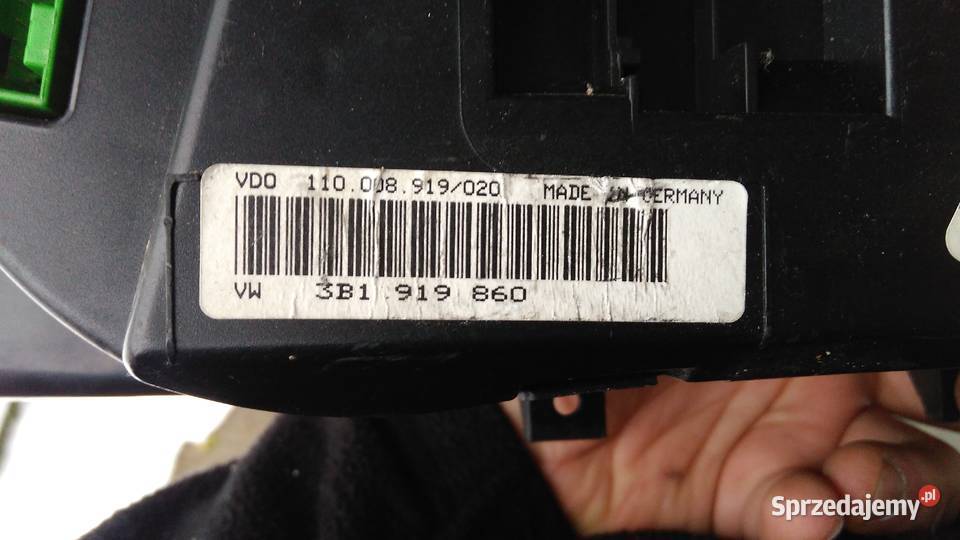 VDO 110.008.919/020 MADE IN GERMANY
VW 3B1 919 860
Sprzedajemy.pl